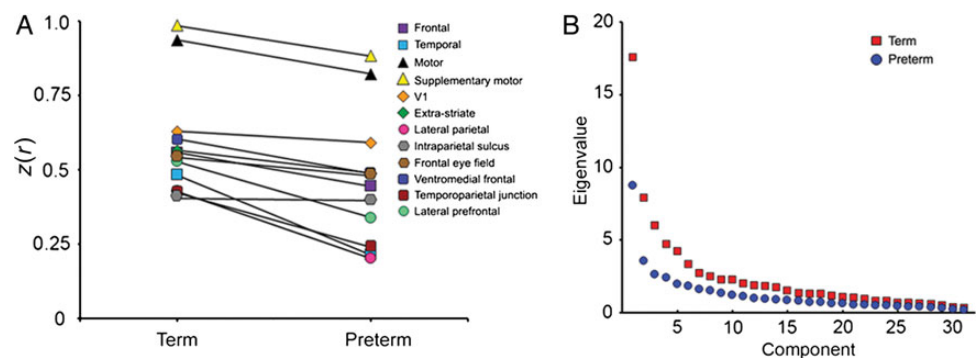 A
z(r)
1.0
0.75
0.5
0.25
0
Term
Preterm
Frontal
Temporal
Motor
Supplementary motor
V1
Extra-striate
Lateral parietal
Intraparietal sulcus
Frontal eye field
Ventromedial frontal
Temporoparietal junction
Lateral prefrontal
B
Eigenvalue
20
15
10
5
0
Term
Preterm
5
10
15
20
25
30
Component